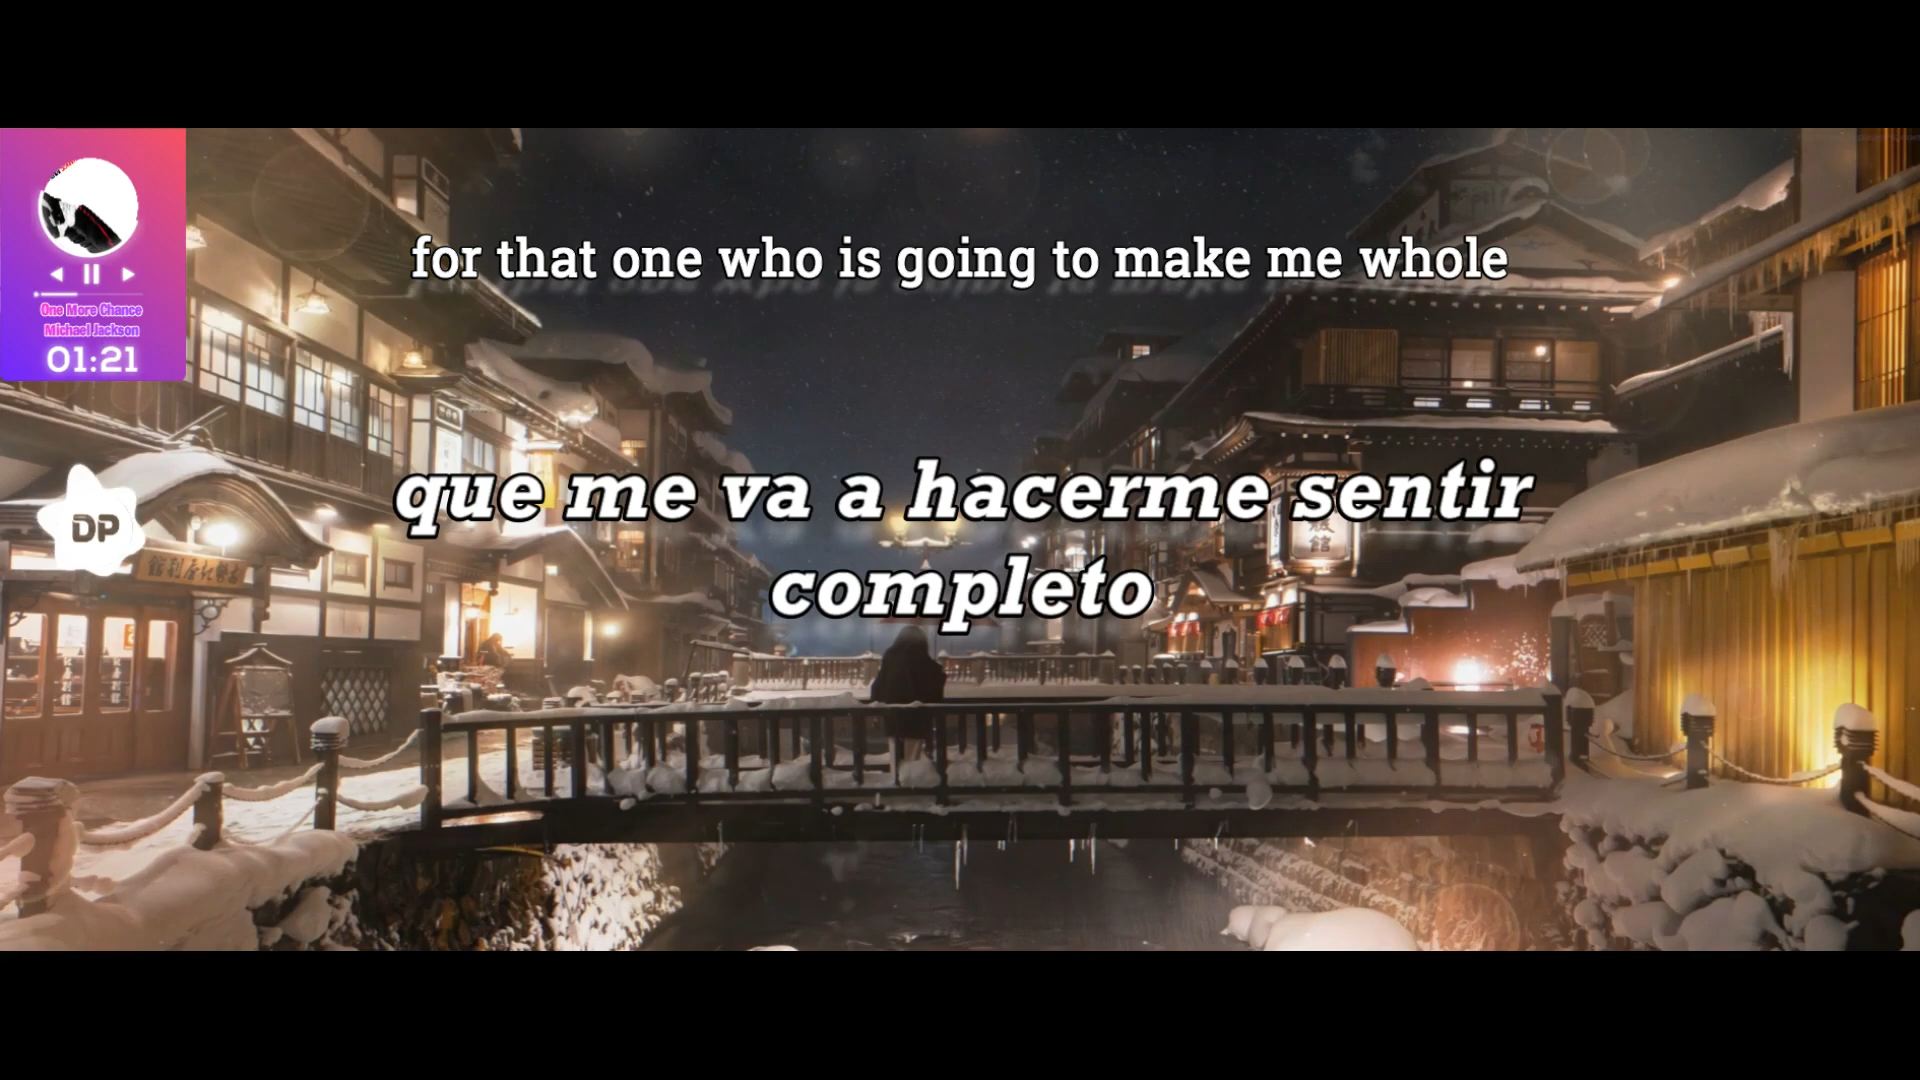 for that one who is going to make me whole
One More Chance
Michael Jackson
01:21
que me va a hacerme sentir
completo
DP